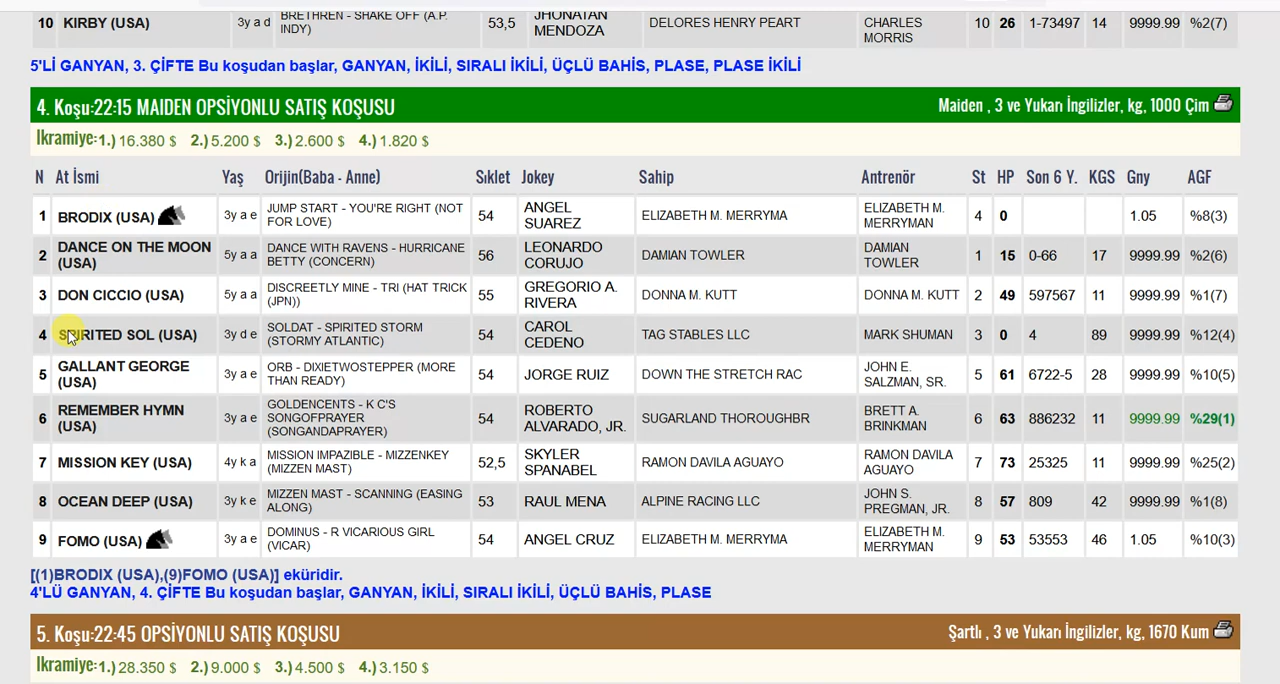 10 KIRBY (USA) 3y a d BRETHREN - SHAKE OFF (A.P. INDY) 53,5 JHONATAN MENDOZA DELORES HENRY PEART CHARLES MORRIS 10 26 1-73497 14 9999.99 %2(7)
5'Lİ GANYAN, 3. ÇİFTE Bu koşudan başlar, GANYAN, İKİLİ, SIRALI İKİLİ, ÜÇLÜ BAHİS, PLASE, PLASE İKİLİ
4. Koşu:22:15 MAIDEN OPSİYONLU SATIŞ KOŞUSU Maiden , 3 ve Yukarı İngilizler, kg, 1000 Çim
İkramiye:1.) 16.380 $ 2.) 5.200 $ 3.) 2.600 $ 4.) 1.820 $
N At İsmi Yaş Orijin(Baba - Anne) Sıklet Jokey Sahip Antrenör St HP Son 6 Y. KGS Gny AGF
1 BRODIX (USA) 3y a e JUMP START - YOU'RE RIGHT (NOT FOR LOVE) 54 ANGEL SUAREZ ELIZABETH M. MERRYMA ELIZABETH M. MERRYMAN 4 0 1.05 %8(3)
2 DANCE ON THE MOON (USA) 5y a a DANCE WITH RAVENS - HURRICANE BETTY (CONCERN) 56 LEONARDO CORUJO DAMIAN TOWLER DAMIAN TOWLER 1 15 0-66 17 9999.99 %2(6)
3 DON CICCIO (USA) 5y a a DISCREETLY MINE - TRI (HAT TRICK (JPN)) 55 GREGORIO A. RIVERA DONNA M. KUTT DONNA M. KUTT 2 49 597567 11 9999.99 %1(7)
4 SPIRITED SOL (USA) 3y d e SOLDAT - SPIRITED STORM (STORMY ATLANTIC) 54 CAROL CEDENO TAG STABLES LLC MARK SHUMAN 3 0 4 89 9999.99 %12(4)
5 GALLANT GEORGE (USA) 3y a e ORB - DIXIETWOSTEPPER (MORE THAN READY) 54 JORGE RUIZ DOWN THE STRETCH RAC JOHN E. SALZMAN, SR. 5 61 6722-5 28 9999.99 %10(5)
6 REMEMBER HYMN (USA) 3y a e GOLDENCENTS - K C'S SONGOFPRAYER (SONGANDAPRAYER) 54 ROBERTO ALVARADO, JR. SUGARLAND THOROUGHBR BRETT A. BRINKMAN 6 63 886232 11 9999.99 %29(1)
7 MISSION KEY (USA) 4y k a MISSION IMPAZIBLE - MIZZENKEY (MIZZEN MAST) 52,5 SKYLER SPANABEL RAMON DAVILA AGUAYO RAMON DAVILA AGUAYO 7 73 25325 11 9999.99 %25(2)
8 OCEAN DEEP (USA) 3y k e MIZZEN MAST - SCANNING (EASING ALONG) 53 RAUL MENA ALPINE RACING LLC JOHN S. PREGMAN, JR. 8 57 809 42 9999.99 %1(8)
9 FOMO (USA) 3y a e DOMINUS - R VICARIOUS GIRL (VICAR) 54 ANGEL CRUZ ELIZABETH M. MERRYMA ELIZABETH M. MERRYMAN 9 53 53553 46 1.05 %10(3)
[(1)BRODIX (USA),(9)FOMO (USA)] eküridir.
4'LÜ GANYAN, 4. ÇİFTE Bu koşudan başlar, GANYAN, İKİLİ, SIRALI İKİLİ, ÜÇLÜ BAHİS, PLASE
5. Koşu:22:45 OPSİYONLU SATIŞ KOŞUSU Şartlı , 3 ve Yukarı İngilizler, kg, 1670 Kum
İkramiye:1.) 28.350 $ 2.) 9.000 $ 3.) 4.500 $ 4.) 3.150 $